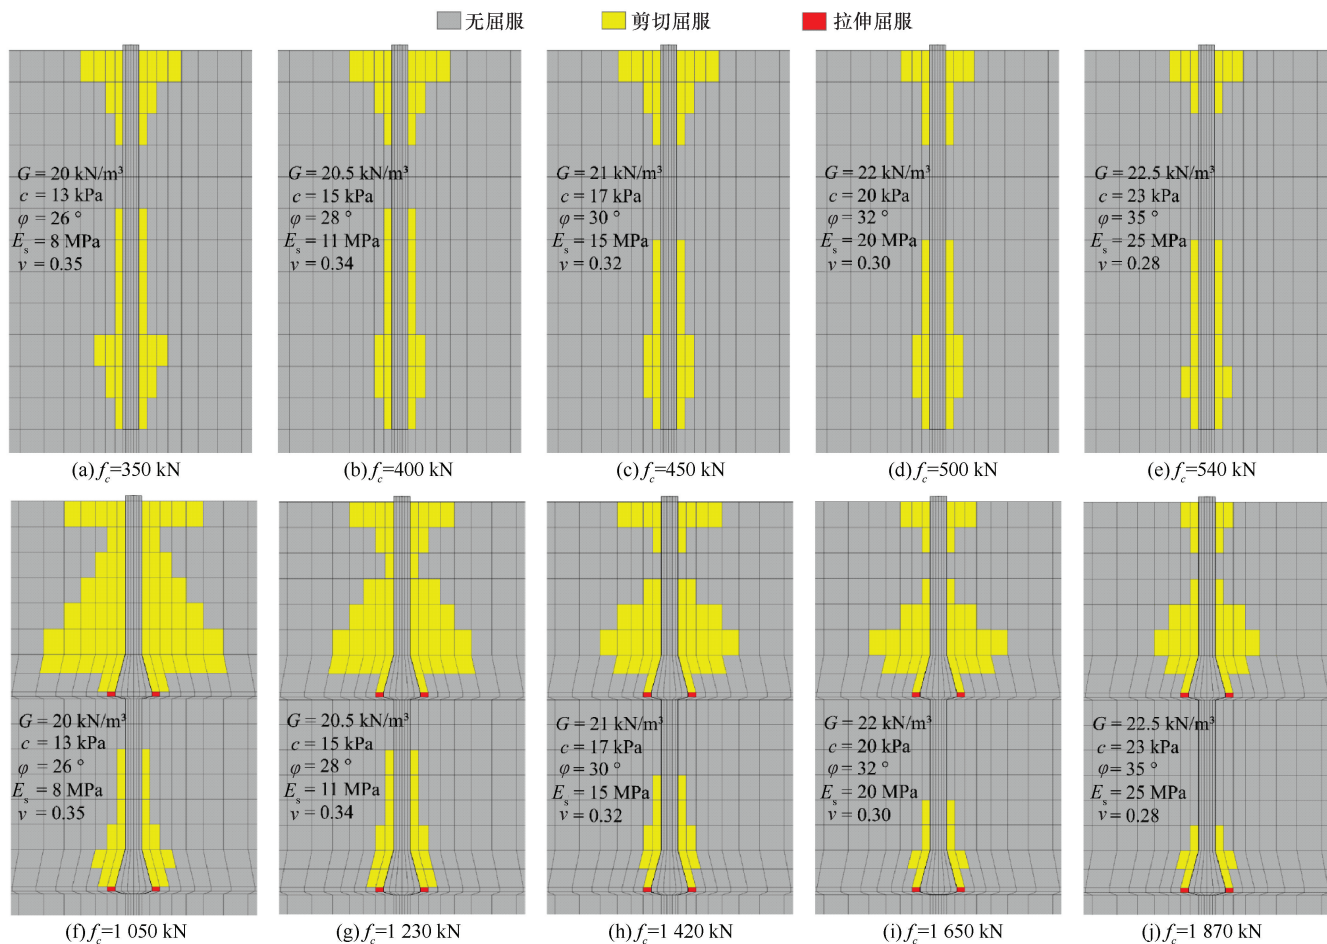 无屈服 剪切屈服 拉伸屈服
G = 20 kN/m³
c = 13 kPa
φ = 26 °
Es = 8 MPa
v = 0.35
(a) fc=350 kN
G = 20.5 kN/m³
c = 15 kPa
φ = 28 °
Es = 11 MPa
v = 0.34
(b) fc=400 kN
G = 21 kN/m³
c = 17 kPa
φ = 30 °
Es = 15 MPa
v = 0.32
(c) fc=450 kN
G = 22 kN/m³
c = 20 kPa
φ = 32 °
Es = 20 MPa
v = 0.30
(d) fc=500 kN
G = 22.5 kN/m³
c = 23 kPa
φ = 35 °
Es = 25 MPa
v = 0.28
(e) fc=540 kN
G = 20 kN/m³
c = 13 kPa
φ = 26 °
Es = 8 MPa
v = 0.35
(f) fc=1 050 kN
G = 20.5 kN/m³
c = 15 kPa
φ = 28 °
Es = 11 MPa
v = 0.34
(g) fc=1 230 kN
G = 21 kN/m³
c = 17 kPa
φ = 30 °
Es = 15 MPa
v = 0.32
(h) fc=1 420 kN
G = 22 kN/m³
c = 20 kPa
φ = 32 °
Es = 20 MPa
v = 0.30
(i) fc=1 650 kN
G = 22.5 kN/m³
c = 23 kPa
φ = 35 °
Es = 25 MPa
v = 0.28
(j) fc=1 870 kN